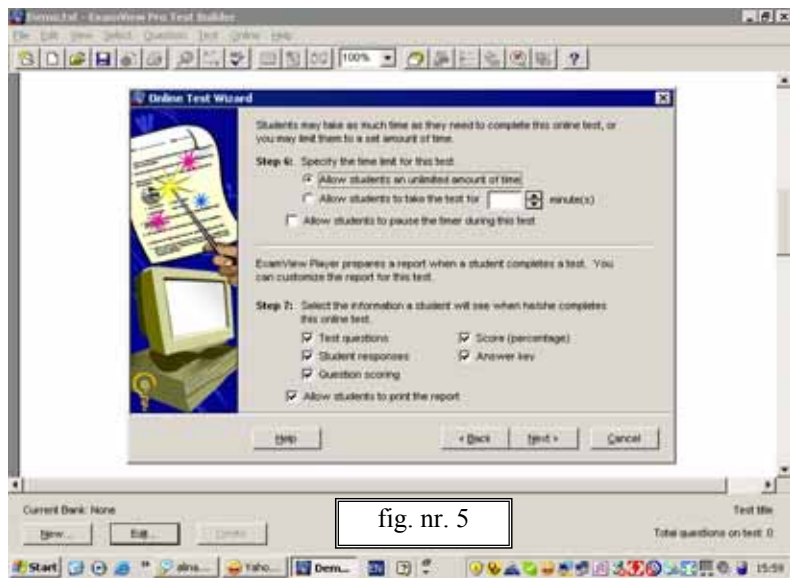 Demo.tst - ExamView Pro Test Builder
File Edit View Select Question Test Online Help
100%
Online Test Wizard
Students may take as much time as they need to complete this online test, or
you may limit them to a set amount of time.
Step 6: Specify the time limit for this test
Allow students an unlimited amount of time
Allow students to take the test for minute(s)
Allow students to pause the timer during this test
ExamView Player prepares a report when a student completes a test. You
can customize the report for this test.
Step 7: Select the information a student will see when he/she completes
this online test.
Test questions Score (percentage)
Student responses Answer key
Question scoring
Allow students to print the report
Help < Back Next > Cancel
Current Bank: None Test title
New... Edit... Total questions on test: 0
fig. nr. 5
Start alina... Yaho... Dem... EN 15:59